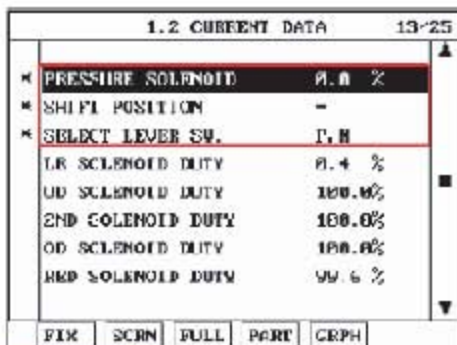 1.2 CURRENT DATA 13/25
* PRESSURE SOLENOID 0.0 %
* SHIFT POSITION -
* SELECT LEVER SW. P.N
LR SOLENOID DUTY 0.4 %
UD SOLENOID DUTY 100.0%
2ND SOLENOID DUTY 100.0%
OD SOLENOID DUTY 100.0%
RED SOLENOID DUTY 99.6 %
FIX SCRN FULL PART GRPH